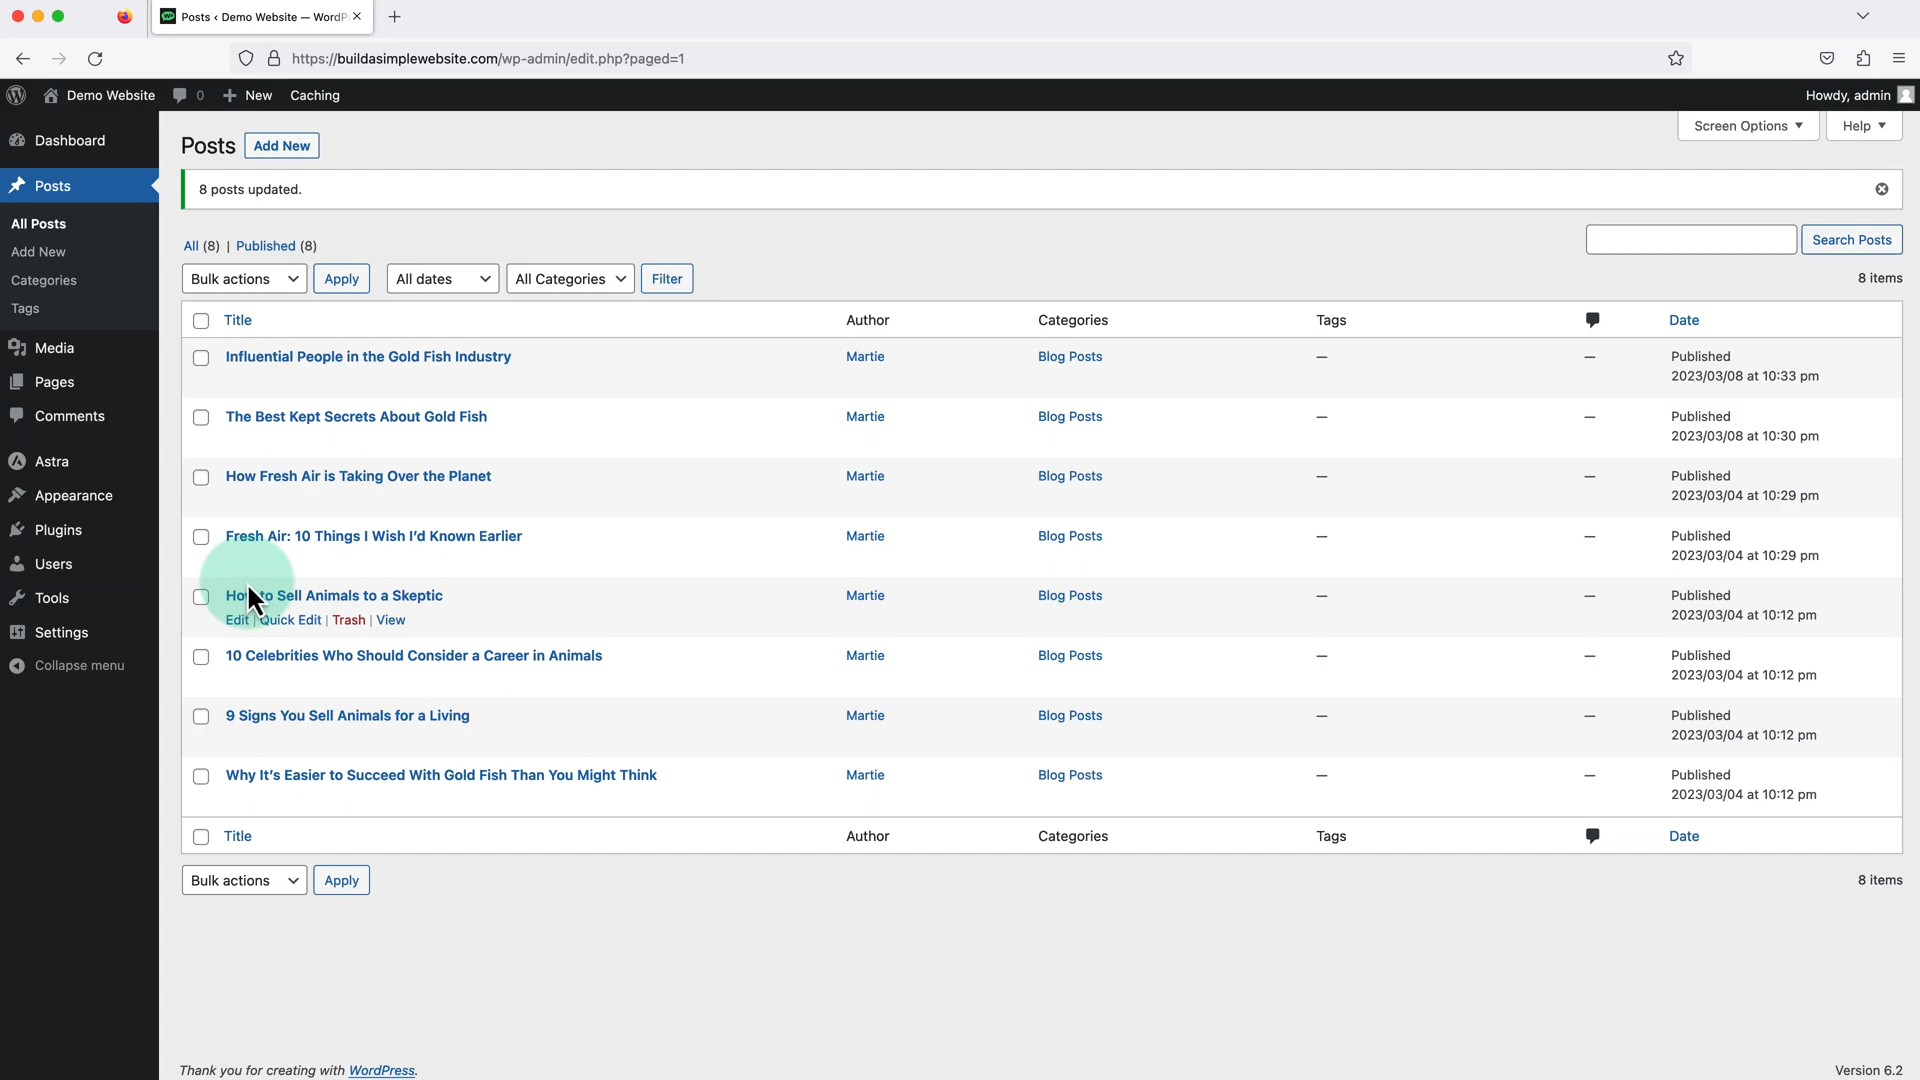 Posts ‹ Demo Website — WordP
https://buildasimplewebsite.com/wp-admin/edit.php?paged=1
Demo Website 0 New Caching Howdy, admin
Screen Options Help
Dashboard
Posts
All Posts
Add New
Categories
Tags
Media
Pages
Comments
Astra
Appearance
Plugins
Users
Tools
Settings
Collapse menu
Posts Add New
8 posts updated.
All (8) | Published (8)
Search Posts
Bulk actions Apply All dates All Categories Filter 8 items
Title Author Categories Tags Date
Influential People in the Gold Fish Industry Martie Blog Posts — — Published
2023/03/08 at 10:33 pm
The Best Kept Secrets About Gold Fish Martie Blog Posts — — Published
2023/03/08 at 10:30 pm
How Fresh Air is Taking Over the Planet Martie Blog Posts — — Published
2023/03/04 at 10:29 pm
Fresh Air: 10 Things I Wish I’d Known Earlier Martie Blog Posts — — Published
2023/03/04 at 10:29 pm
How to Sell Animals to a Skeptic Martie Blog Posts — — Published
2023/03/04 at 10:12 pm
Edit | Quick Edit | Trash | View
10 Celebrities Who Should Consider a Career in Animals Martie Blog Posts — — Published
2023/03/04 at 10:12 pm
9 Signs You Sell Animals for a Living Martie Blog Posts — — Published
2023/03/04 at 10:12 pm
Why It’s Easier to Succeed With Gold Fish Than You Might Think Martie Blog Posts — — Published
2023/03/04 at 10:12 pm
Title Author Categories Tags Date
Bulk actions Apply 8 items
Thank you for creating with WordPress. Version 6.2